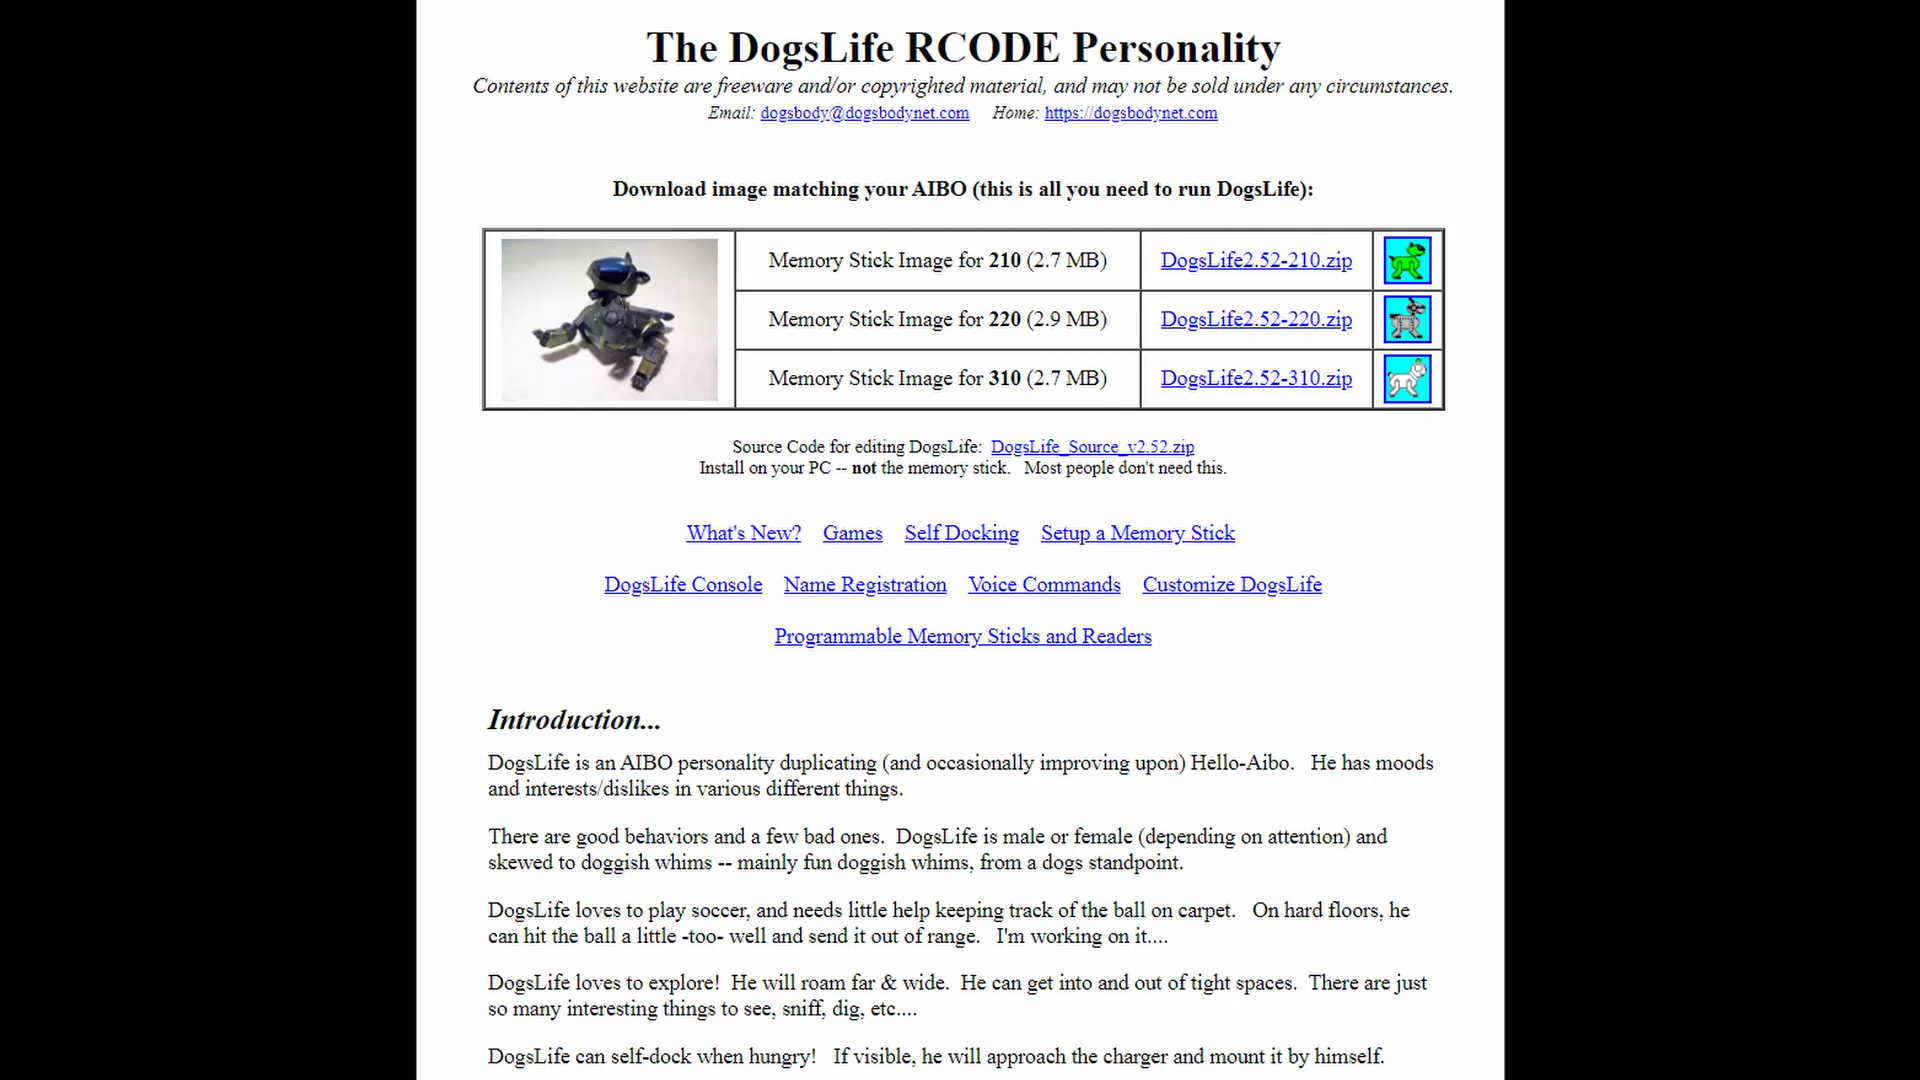 The DogsLife RCODE Personality
Contents of this website are freeware and/or copyrighted material, and may not be sold under any circumstances.
Email: dogsbody@dogsbodynet.com Home: https://dogsbodynet.com
Download image matching your AIBO (this is all you need to run DogsLife):
Memory Stick Image for 210 (2.7 MB) DogsLife2.52-210.zip
Memory Stick Image for 220 (2.9 MB) DogsLife2.52-220.zip
Memory Stick Image for 310 (2.7 MB) DogsLife2.52-310.zip
Source Code for editing DogsLife: DogsLife_Source_v2.52.zip
Install on your PC -- not the memory stick. Most people don't need this.
What's New? Games Self Docking Setup a Memory Stick
DogsLife Console Name Registration Voice Commands Customize DogsLife
Programmable Memory Sticks and Readers
Introduction...
DogsLife is an AIBO personality duplicating (and occasionally improving upon) Hello-Aibo. He has moods
and interests/dislikes in various different things.
There are good behaviors and a few bad ones. DogsLife is male or female (depending on attention) and
skewed to doggish whims -- mainly fun doggish whims, from a dogs standpoint.
DogsLife loves to play soccer, and needs little help keeping track of the ball on carpet. On hard floors, he
can hit the ball a little -too- well and send it out of range. I'm working on it....
DogsLife loves to explore! He will roam far & wide. He can get into and out of tight spaces. There are just
so many interesting things to see, sniff, dig, etc....
DogsLife can self-dock when hungry! If visible, he will approach the charger and mount it by himself.